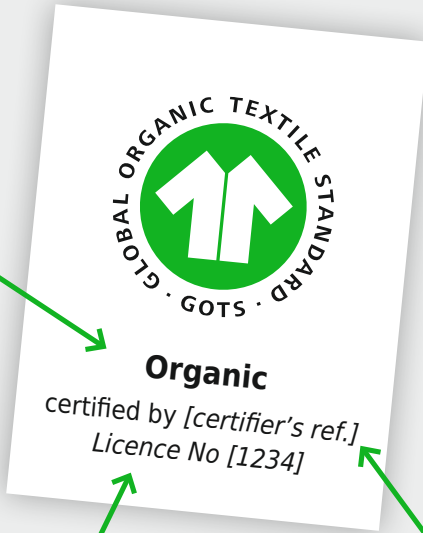 GLOBAL ORGANIC TEXTILE STANDARD · GOTS ·
Organic
certified by [certifier’s ref.]
Licence No [1234]